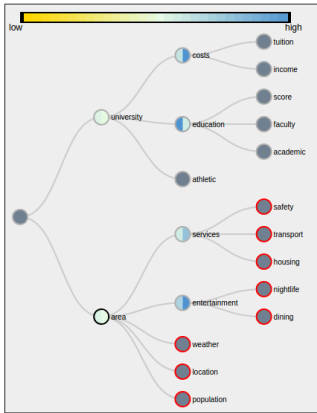 low high
costs
tuition
income
university
education
score
faculty
academic
athletic
services
safety
transport
housing
area
entertainment
nightlife
dining
weather
location
population